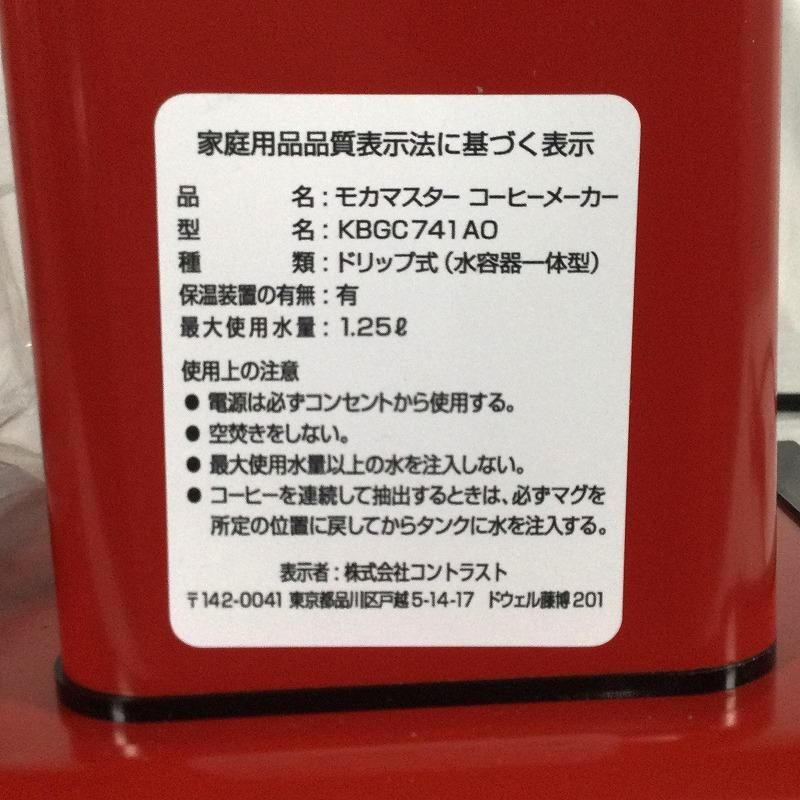 家庭用品品質表示法に基づく表示
品名：モカマスター コーヒーメーカー
型名：KBGC741AO
種類：ドリップ式（水容器一体型）
保温装置の有無：有
最大使用水量：1.25ℓ
使用上の注意
● 電源は必ずコンセントから使用する。
● 空焚きをしない。
● 最大使用水量以上の水を注入しない。
● コーヒーを連続して抽出するときは、必ずマグを
所定の位置に戻してからタンクに水を注入する。
表示者：株式会社コントラスト
〒142-0041 東京都品川区戸越5-14-17 ドウェル藤博201